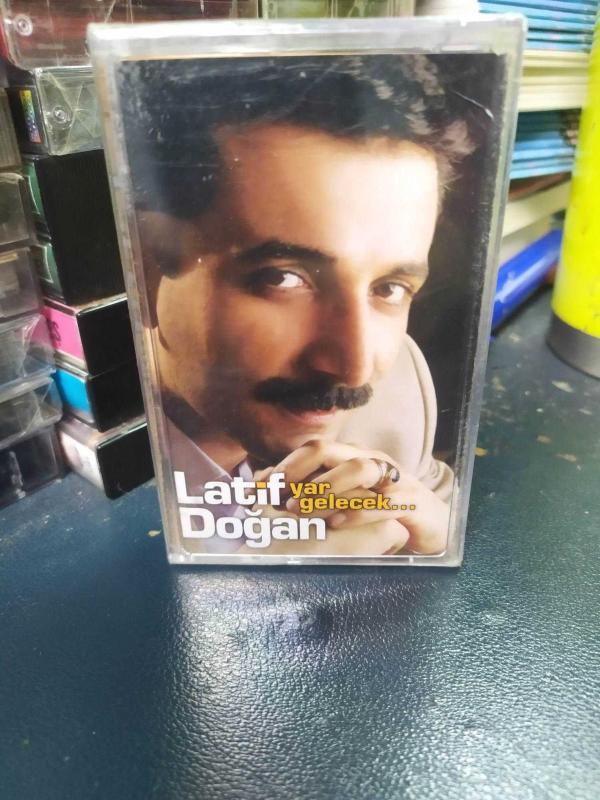 Latif yar
gelecek...
Doğan